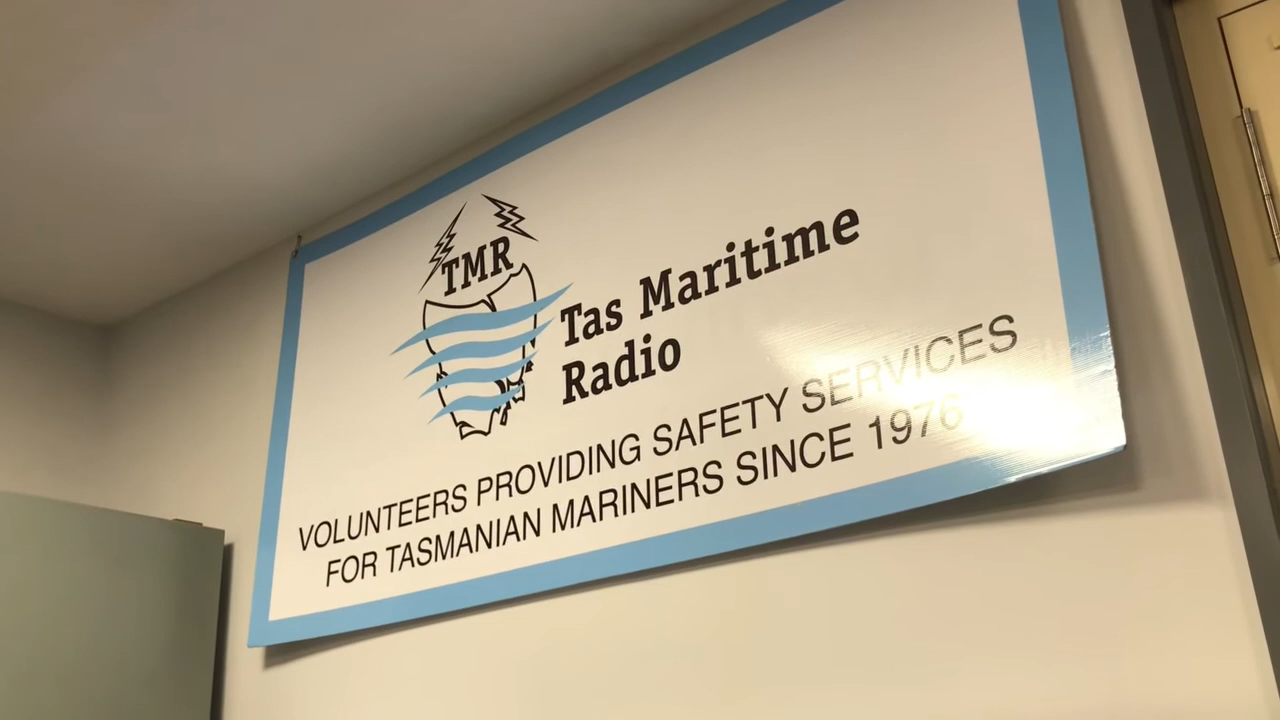 TMR
Tas Maritime
Radio
VOLUNTEERS PROVIDING SAFETY SERVICES
FOR TASMANIAN MARINERS SINCE 1976